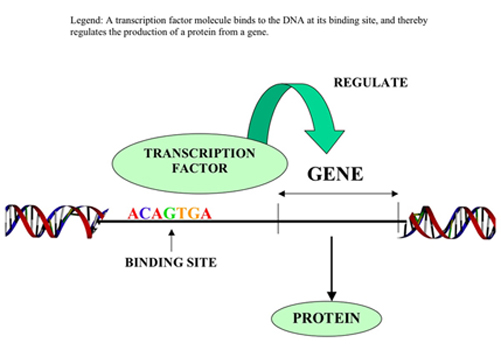 Legend: A transcription factor molecule binds to the DNA at its binding site, and thereby
regulates the production of a protein from a gene.
REGULATE
TRANSCRIPTION
FACTOR
GENE
ACAGTGA
BINDING SITE
PROTEIN